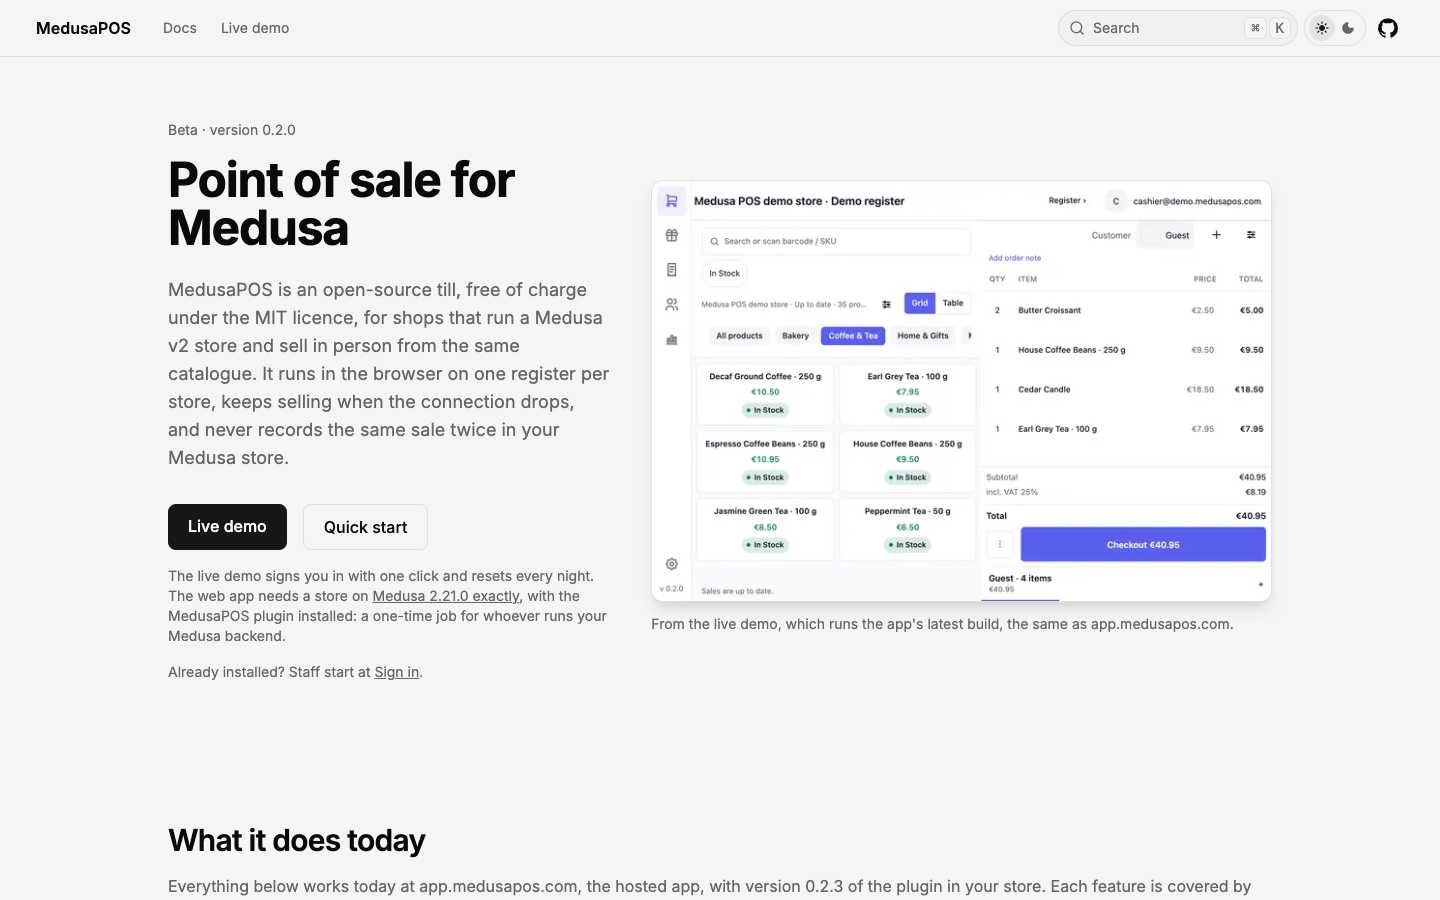 MedusaPOS
Docs
Live demo
Search
⌘ K
Beta · version 0.2.0
Point of sale for
Medusa
MedusaPOS is an open-source till, free of charge
under the MIT licence, for shops that run a Medusa
v2 store and sell in person from the same
catalogue. It runs in the browser on one register per
store, keeps selling when the connection drops,
and never records the same sale twice in your
Medusa store.
Live demo
Quick start
The live demo signs you in with one click and resets every night.
The web app needs a store on Medusa 2.21.0 exactly, with the
MedusaPOS plugin installed: a one-time job for whoever runs your
Medusa backend.
Already installed? Staff start at Sign in.
Medusa POS demo store · Demo register
Register ›
C
cashier@demo.medusapos.com
Search or scan barcode / SKU
In Stock
Medusa POS demo store · Up to date · 35 pro...
Grid
Table
All products
Bakery
Coffee & Tea
Home & Gifts
Decaf Ground Coffee · 250 g
€10.50
In Stock
Earl Grey Tea · 100 g
€7.95
In Stock
Espresso Coffee Beans · 250 g
€10.95
In Stock
House Coffee Beans · 250 g
€9.50
In Stock
Jasmine Green Tea · 100 g
€8.50
In Stock
Peppermint Tea · 50 g
€6.50
In Stock
v 0.2.0
Sales are up to date.
Customer
Guest
Add order note
QTY ITEM PRICE TOTAL
2 Butter Croissant €2.50 €5.00
1 House Coffee Beans · 250 g €9.50 €9.50
1 Cedar Candle €18.50 €18.50
1 Earl Grey Tea · 100 g €7.95 €7.95
Subtotal €40.95
incl. VAT 25% €8.19
Total €40.95
Checkout €40.95
Guest · 4 items
€40.95
From the live demo, which runs the app's latest build, the same as app.medusapos.com.
What it does today
Everything below works today at app.medusapos.com, the hosted app, with version 0.2.3 of the plugin in your store. Each feature is covered by